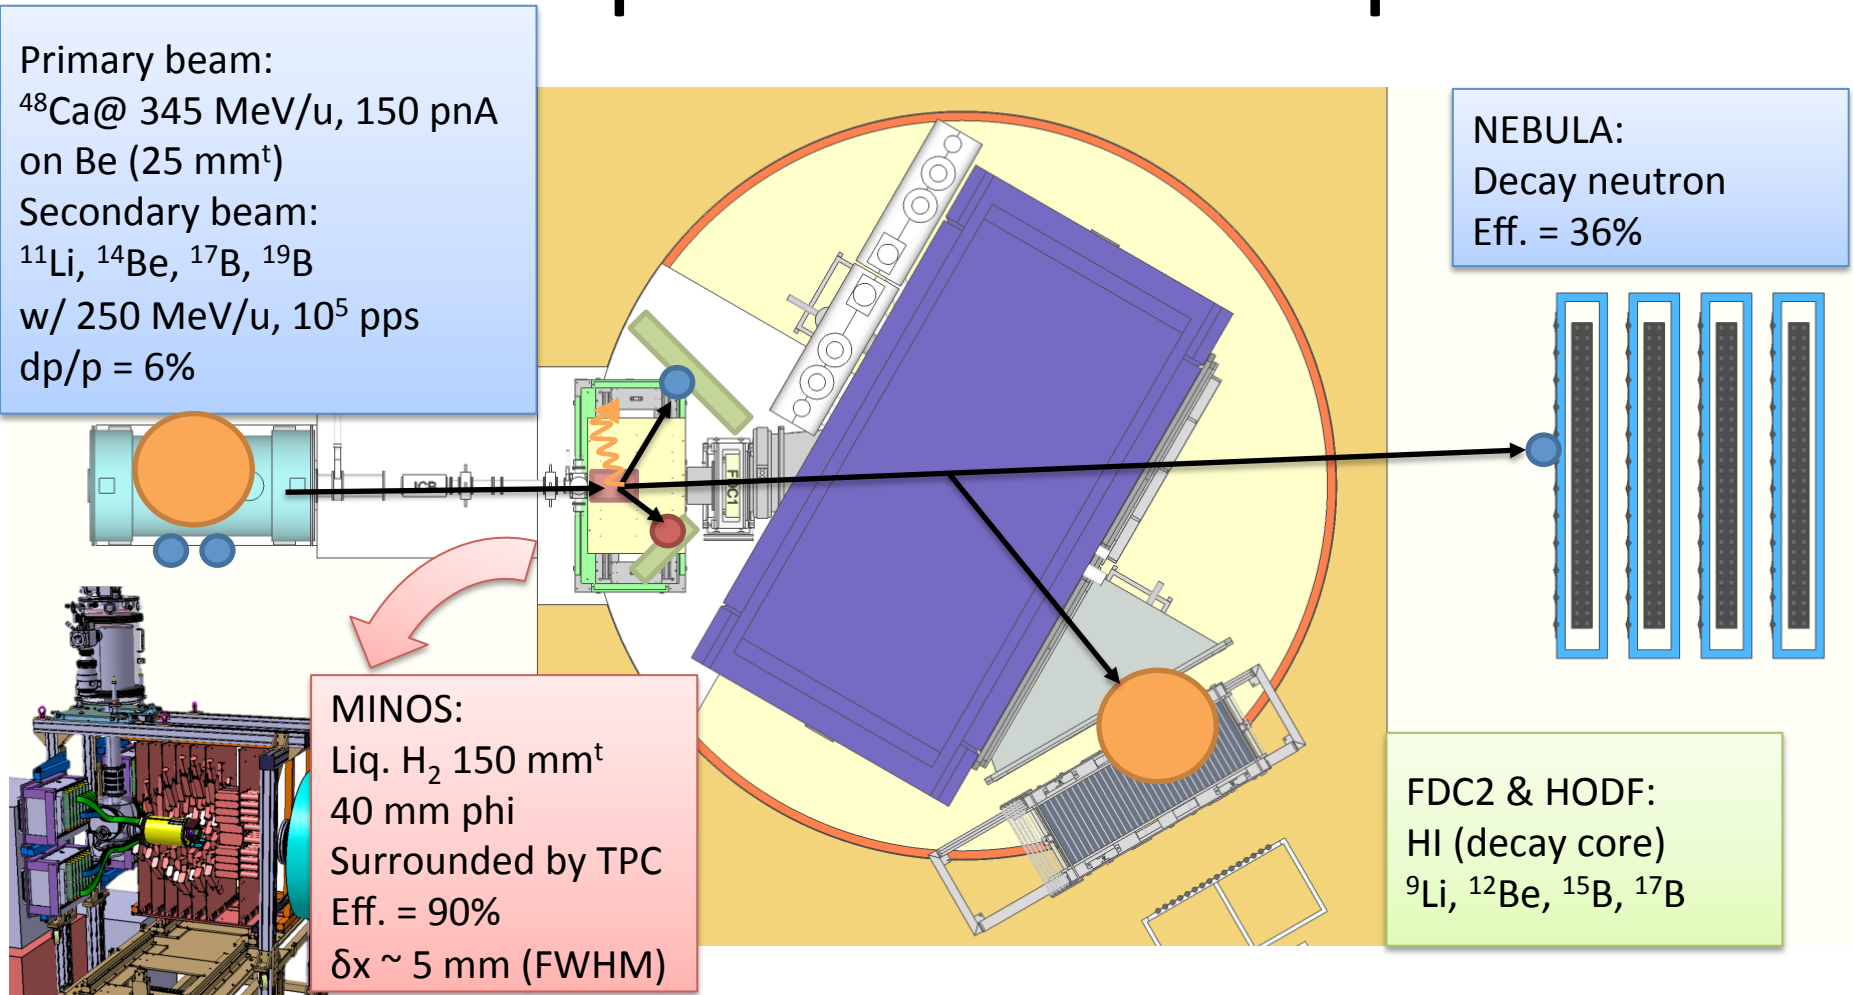 Primary beam:
⁴⁸Ca@ 345 MeV/u, 150 pnA
on Be (25 mmᵗ)
Secondary beam:
¹¹Li, ¹⁴Be, ¹⁷B, ¹⁹B
w/ 250 MeV/u, 10⁵ pps
dp/p = 6%
NEBULA:
Decay neutron
Eff. = 36%
ICB
FDC1
MINOS:
Liq. H₂ 150 mmᵗ
40 mm phi
Surrounded by TPC
Eff. = 90%
δx ~ 5 mm (FWHM)
FDC2 & HODF:
HI (decay core)
⁹Li, ¹²Be, ¹⁵B, ¹⁷B